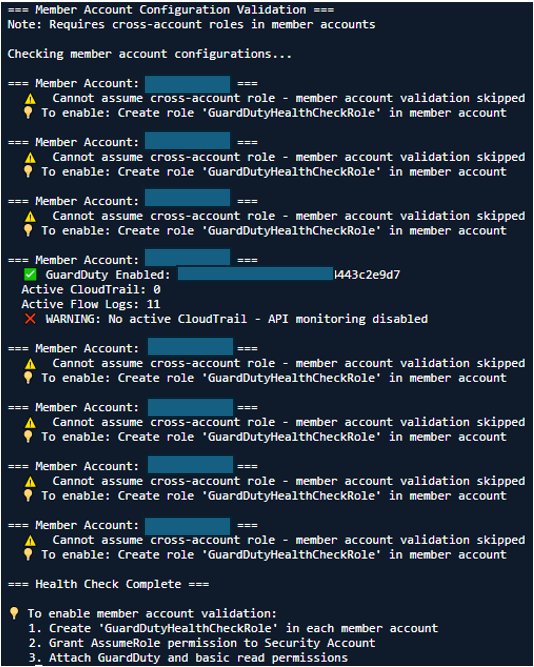 === Member Account Configuration Validation ===
Note: Requires cross-account roles in member accounts
Checking member account configurations...
=== Member Account: ===
⚠️ Cannot assume cross-account role - member account validation skipped
💡 To enable: Create role 'GuardDutyHealthCheckRole' in member account
=== Member Account: ===
⚠️ Cannot assume cross-account role - member account validation skipped
💡 To enable: Create role 'GuardDutyHealthCheckRole' in member account
=== Member Account: ===
⚠️ Cannot assume cross-account role - member account validation skipped
💡 To enable: Create role 'GuardDutyHealthCheckRole' in member account
=== Member Account: ===
✅ GuardDuty Enabled: 443c2e9d7
Active CloudTrail: 0
Active Flow Logs: 11
❌ WARNING: No active CloudTrail - API monitoring disabled
=== Member Account: ===
⚠️ Cannot assume cross-account role - member account validation skipped
💡 To enable: Create role 'GuardDutyHealthCheckRole' in member account
=== Member Account: ===
⚠️ Cannot assume cross-account role - member account validation skipped
💡 To enable: Create role 'GuardDutyHealthCheckRole' in member account
=== Member Account: ===
⚠️ Cannot assume cross-account role - member account validation skipped
💡 To enable: Create role 'GuardDutyHealthCheckRole' in member account
=== Member Account: ===
⚠️ Cannot assume cross-account role - member account validation skipped
💡 To enable: Create role 'GuardDutyHealthCheckRole' in member account
=== Health Check Complete ===
💡 To enable member account validation:
1. Create 'GuardDutyHealthCheckRole' in each member account
2. Grant AssumeRole permission to Security Account
3. Attach GuardDuty and basic read permissions